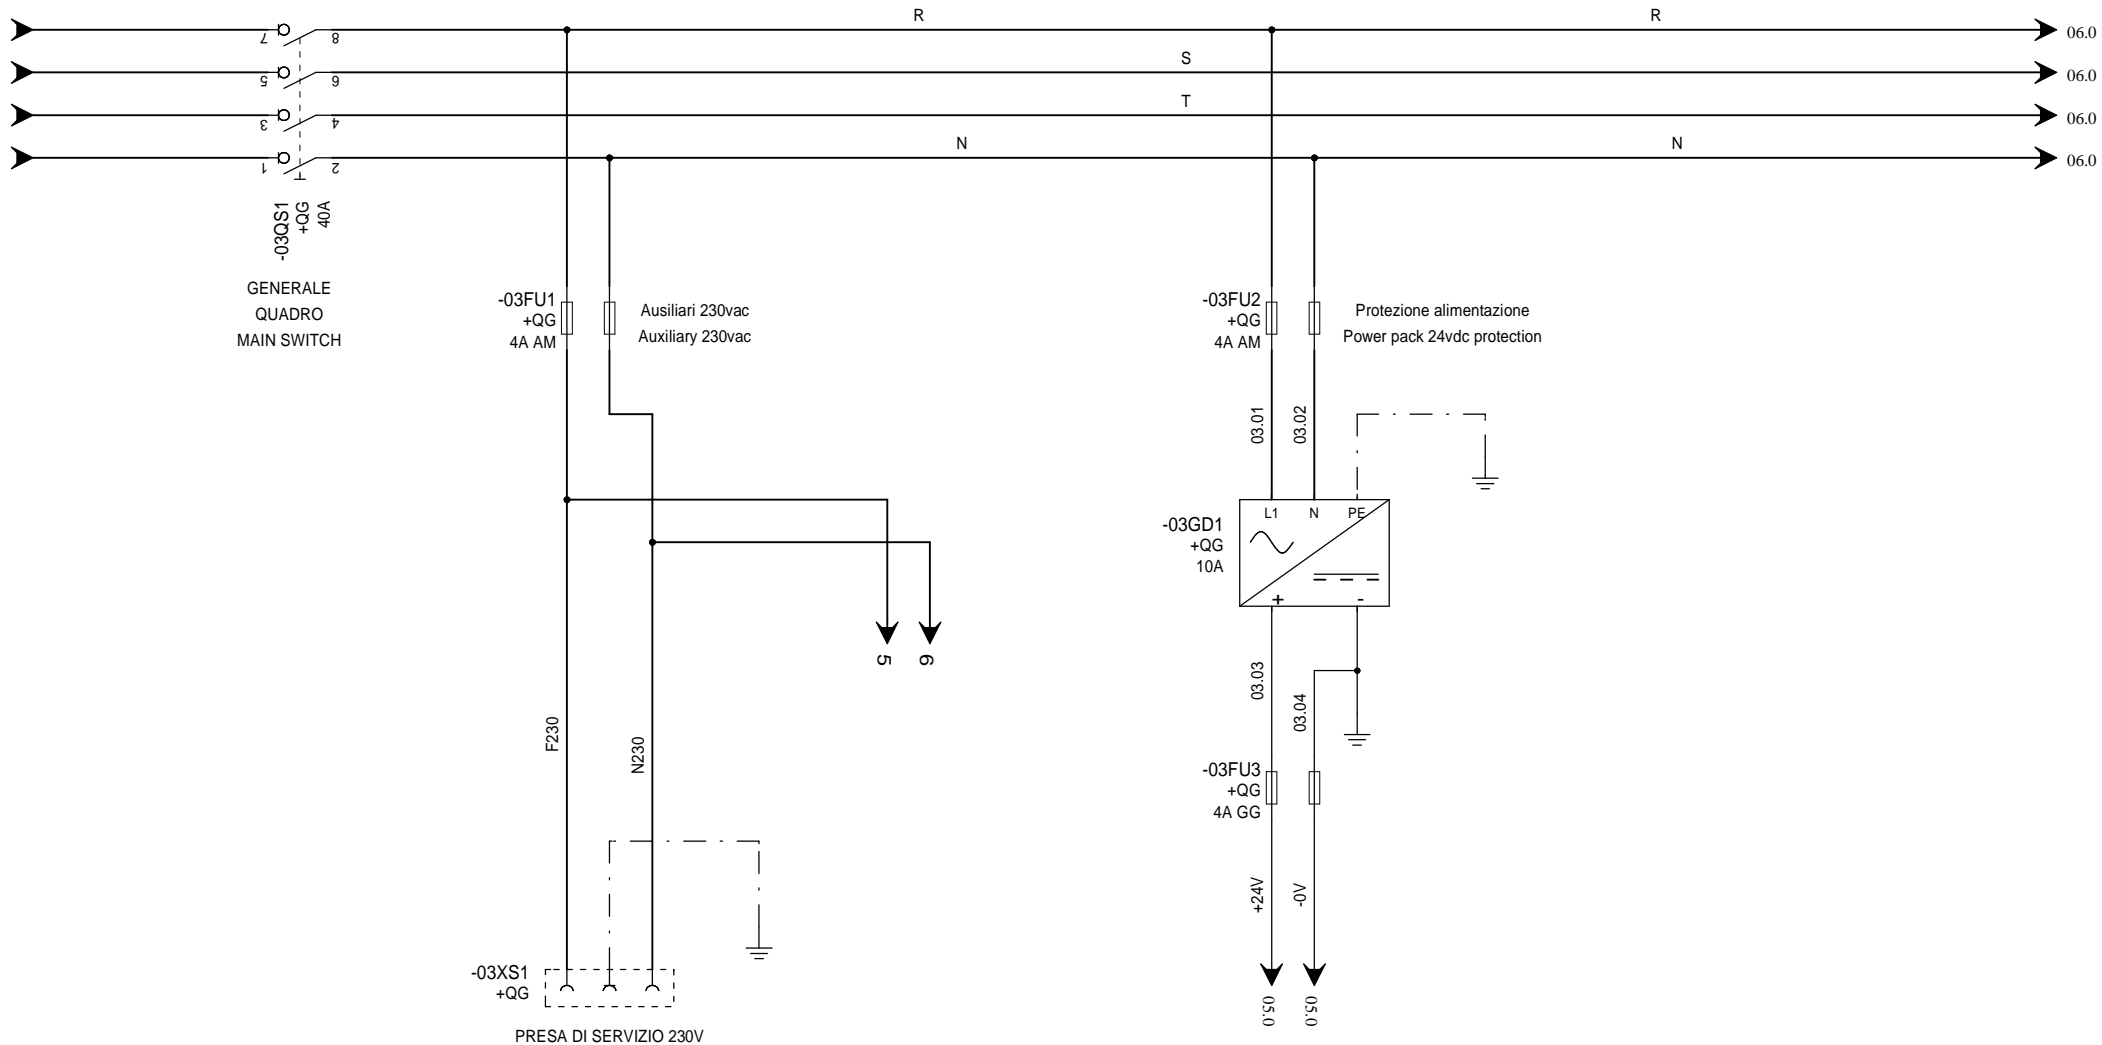 R
R
7
8
06.0
S
5
6
06.0
T
3
4
06.0
N
N
1
2
06.0
-03QS1
+QG
40A
GENERALE
QUADRO
MAIN SWITCH
-03FU1
+QG
4A AM
Ausiliari 230vac
Auxiliary 230vac
-03FU2
+QG
4A AM
Protezione alimentazione
Power pack 24vdc protection
03.01
03.02
L1
N
PE
-03GD1
+QG
10A
+
-
5
6
03.03
03.04
F230
N230
-03FU3
+QG
4A GG
+24V
-0V
-03XS1
+QG
05.0
05.0
PRESA DI SERVIZIO 230V